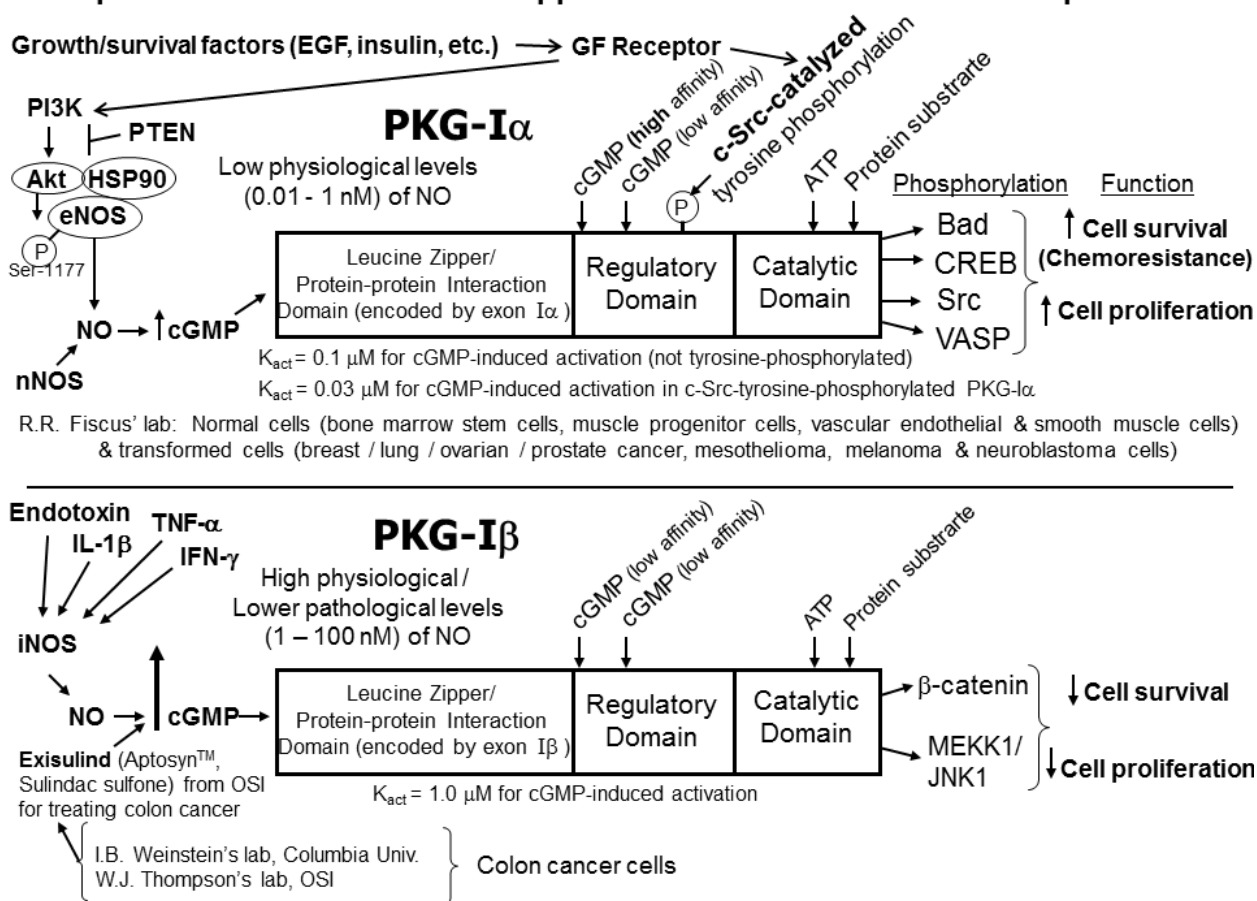 Growth/survival factors (EGF, insulin, etc.)
GF Receptor
PI3K
PTEN
Akt
HSP90
eNOS
P
Ser-1177
NO
cGMP
nNOS
PKG-Iα
Low physiological levels
(0.01 - 1 nM) of NO
cGMP (high affinity)
cGMP (low affinity)
c-Src-catalyzed
tyrosine phosphorylation
P
ATP
Protein substrarte
Leucine Zipper/
Protein-protein Interaction
Domain (encoded by exon Iα )
Regulatory
Domain
Catalytic
Domain
Phosphorylation
Function
Bad
CREB
Src
VASP
Cell survival
(Chemoresistance)
Cell proliferation
Kact = 0.1 μM for cGMP-induced activation (not tyrosine-phosphorylated)
Kact = 0.03 μM for cGMP-induced activation in c-Src-tyrosine-phosphorylated PKG-Iα
R.R. Fiscus' lab: Normal cells (bone marrow stem cells, muscle progenitor cells, vascular endothelial & smooth muscle cells)
& transformed cells (breast / lung / ovarian / prostate cancer, mesothelioma, melanoma & neuroblastoma cells)
Endotoxin
IL-1β
TNF-α
IFN-γ
iNOS
NO
cGMP
PKG-Iβ
High physiological /
Lower pathological levels
(1 – 100 nM) of NO
cGMP (low affinity)
cGMP (low affinity)
ATP
Protein substrarte
Leucine Zipper/
Protein-protein Interaction
Domain (encoded by exon Iβ )
Regulatory
Domain
Catalytic
Domain
β-catenin
MEKK1/
JNK1
Cell survival
Cell proliferation
Kact = 1.0 μM for cGMP-induced activation
Exisulind (Aptosyn™,
Sulindac sulfone) from OSI
for treating colon cancer
I.B. Weinstein's lab, Columbia Univ.
W.J. Thompson's lab, OSI
Colon cancer cells